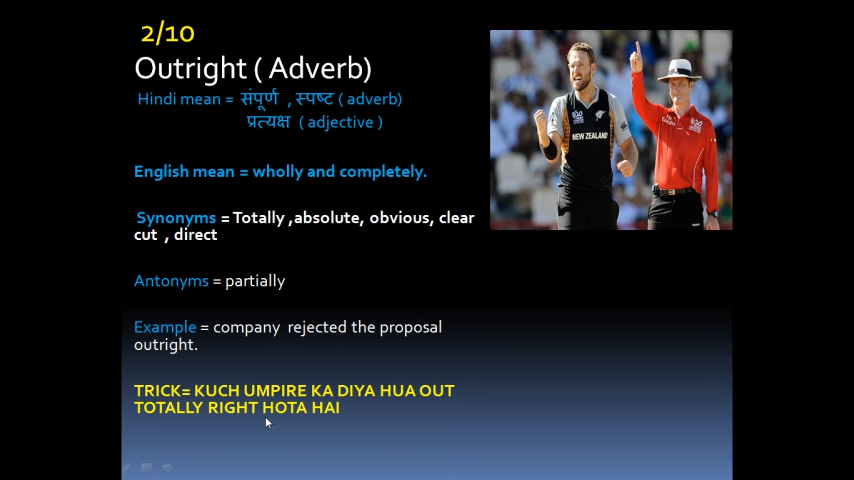 2/10
Outright ( Adverb)
Hindi mean = संपूर्ण , स्पष्ट ( adverb)
प्रत्यक्ष ( adjective )
English mean = wholly and completely.
Synonyms = Totally ,absolute, obvious, clear
cut , direct
Antonyms = partially
Example = company rejected the proposal
outright.
TRICK= KUCH UMPIRE KA DIYA HUA OUT
TOTALLY RIGHT HOTA HAI
NEW ZEALAND